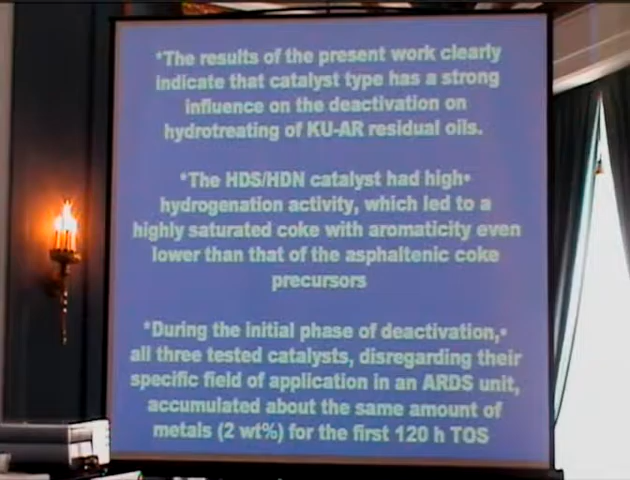 *The results of the present work clearly
indicate that catalyst type has a strong
influence on the deactivation on
hydrotreating of KU-AR residual oils.
*The HDS/HDN catalyst had high•
hydrogenation activity, which led to a
highly saturated coke with aromaticity even
lower than that of the asphaltenic coke
precursors
*During the initial phase of deactivation,•
all three tested catalysts, disregarding their
specific field of application in an ARDS unit,
accumulated about the same amount of
metals (2 wt%) for the first 120 h TOS